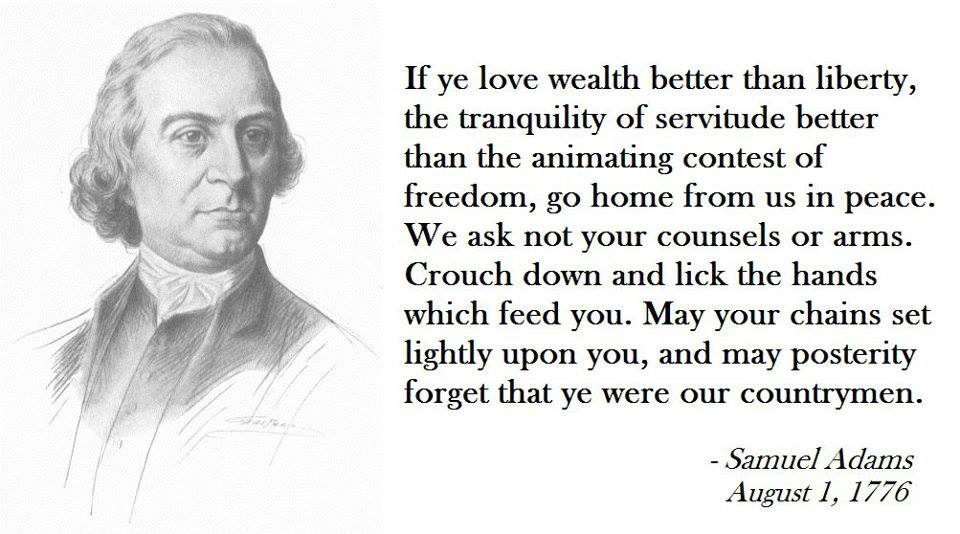 If ye love wealth better than liberty,
the tranquility of servitude better
than the animating contest of
freedom, go home from us in peace.
We ask not your counsels or arms.
Crouch down and lick the hands
which feed you. May your chains set
lightly upon you, and may posterity
forget that ye were our countrymen.
- Samuel Adams
August 1, 1776